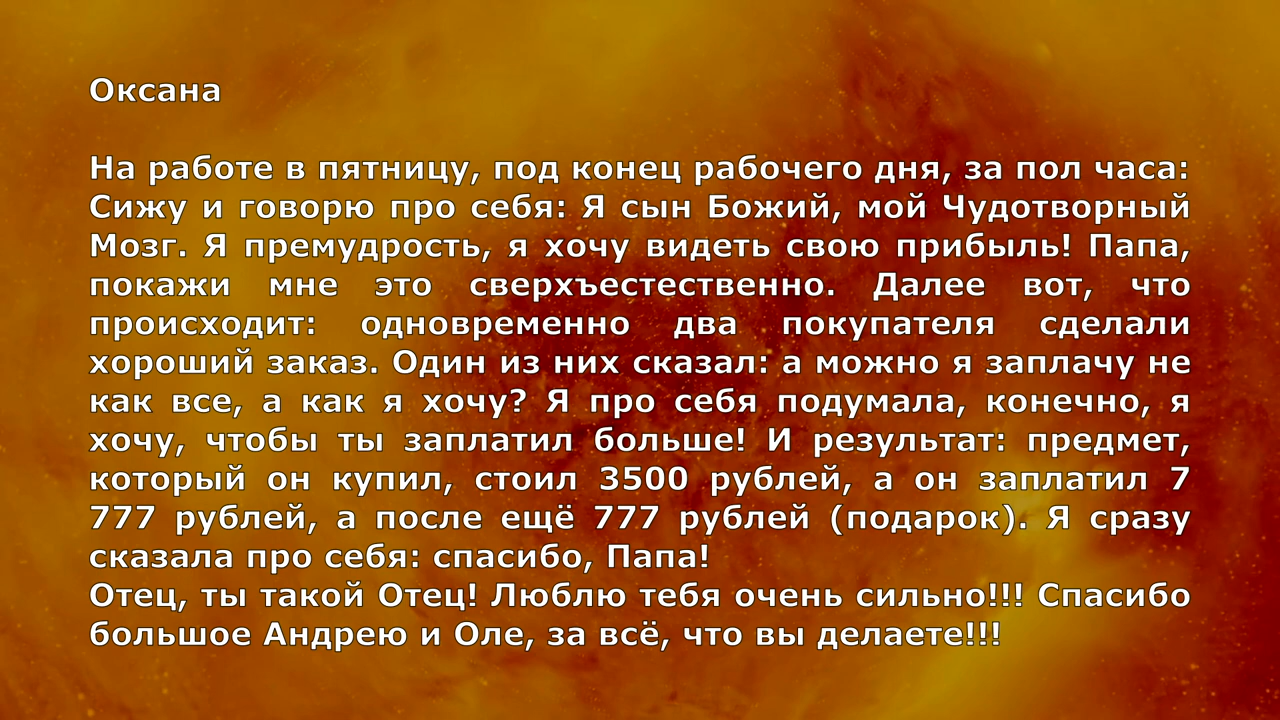 Оксана
На работе в пятницу, под конец рабочего дня, за пол часа:
Сижу и говорю про себя: Я сын Божий, мой Чудотворный
Мозг. Я премудрость, я хочу видеть свою прибыль! Папа,
покажи мне это сверхъестественно. Далее вот, что
происходит: одновременно два покупателя сделали
хороший заказ. Один из них сказал: а можно я заплачу не
как все, а как я хочу? Я про себя подумала, конечно, я
хочу, чтобы ты заплатил больше! И результат: предмет,
который он купил, стоил 3500 рублей, а он заплатил 7
777 рублей, а после ещё 777 рублей (подарок). Я сразу
сказала про себя: спасибо, Папа!
Отец, ты такой Отец! Люблю тебя очень сильно!!! Спасибо
большое Андрею и Оле, за всё, что вы делаете!!!